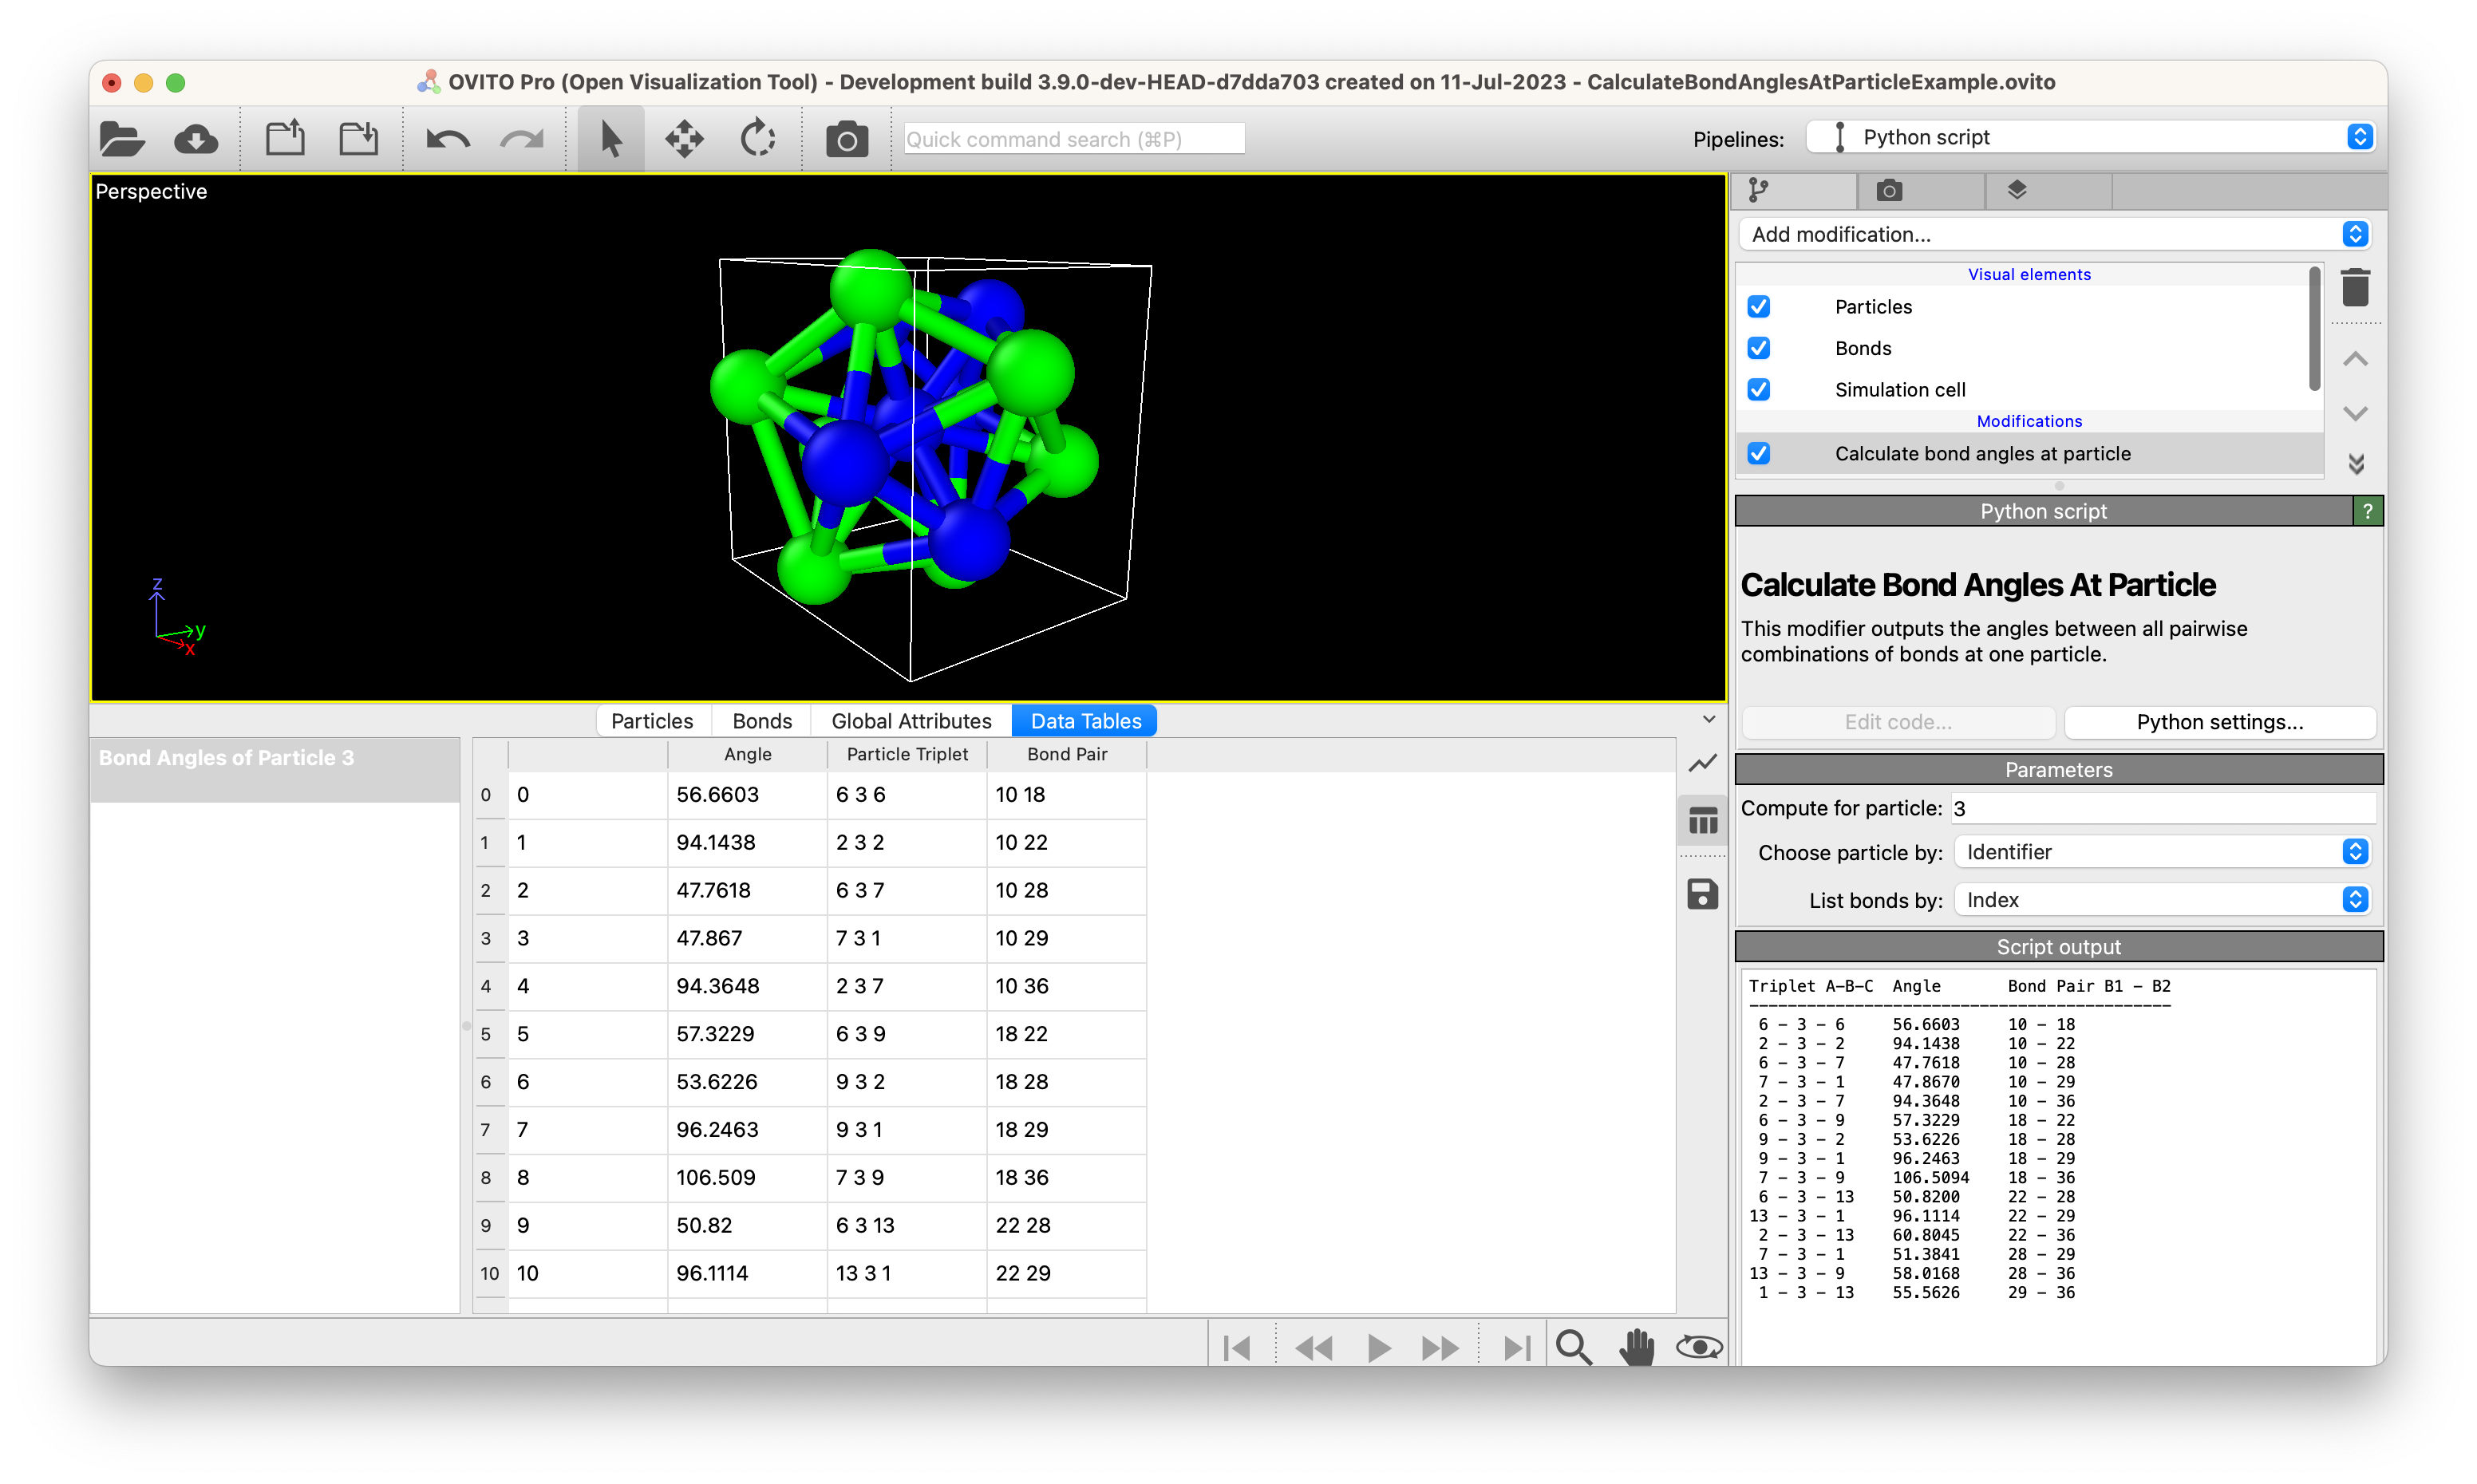 OVITO Pro (Open Visualization Tool) - Development build 3.9.0-dev-HEAD-d7dda703 created on 11-Jul-2023 - CalculateBondAnglesAtParticleExample.ovito
Quick command search (⌘P)
Pipelines: Python script
Perspective
z
y
x
Add modification...
Visual elements
Particles
Bonds
Simulation cell
Modifications
Calculate bond angles at particle
Python script ?
Calculate Bond Angles At Particle
This modifier outputs the angles between all pairwise
combinations of bonds at one particle.
Edit code... Python settings...
Parameters
Compute for particle: 3
Choose particle by: Identifier
List bonds by: Index
Script output
Triplet A-B-C Angle Bond Pair B1 - B2
-------------------------------------------
6 - 3 - 6 56.6603 10 - 18
2 - 3 - 2 94.1438 10 - 22
6 - 3 - 7 47.7618 10 - 28
7 - 3 - 1 47.8670 10 - 29
2 - 3 - 7 94.3648 10 - 36
6 - 3 - 9 57.3229 18 - 22
9 - 3 - 2 53.6226 18 - 28
9 - 3 - 1 96.2463 18 - 29
7 - 3 - 9 106.5094 18 - 36
6 - 3 - 13 50.8200 22 - 28
13 - 3 - 1 96.1114 22 - 29
2 - 3 - 13 60.8045 22 - 36
7 - 3 - 1 51.3841 28 - 29
13 - 3 - 9 58.0168 28 - 36
1 - 3 - 13 55.5626 29 - 36
Particles Bonds Global Attributes Data Tables
Bond Angles of Particle 3
Angle Particle Triplet Bond Pair
0 0 56.6603 6 3 6 10 18
1 1 94.1438 2 3 2 10 22
2 2 47.7618 6 3 7 10 28
3 3 47.867 7 3 1 10 29
4 4 94.3648 2 3 7 10 36
5 5 57.3229 6 3 9 18 22
6 6 53.6226 9 3 2 18 28
7 7 96.2463 9 3 1 18 29
8 8 106.509 7 3 9 18 36
9 9 50.82 6 3 13 22 28
10 10 96.1114 13 3 1 22 29